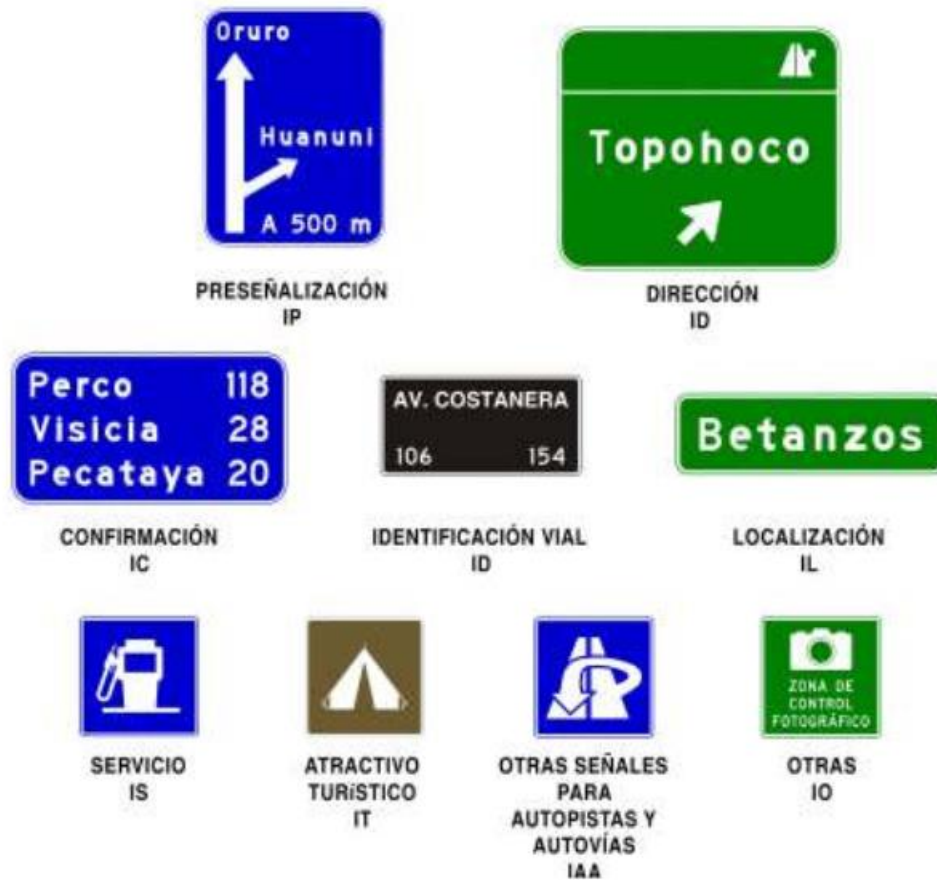 Oruro
Huanuni
A 500 m
Topohoco
PRESEÑALIZACIÓN
IP
DIRECCIÓN
ID
Perco 118
Visicia 28
Pecataya 20
AV. COSTANERA
106 154
Betanzos
CONFIRMACIÓN
IC
IDENTIFICACIÓN VIAL
ID
LOCALIZACIÓN
IL
ZONA DE
CONTROL
FOTOGRÁFICO
SERVICIO
IS
ATRACTIVO
TURíSTICO
IT
OTRAS SEÑALES
PARA
AUTOPISTAS Y
AUTOVÍAS
IAA
OTRAS
IO